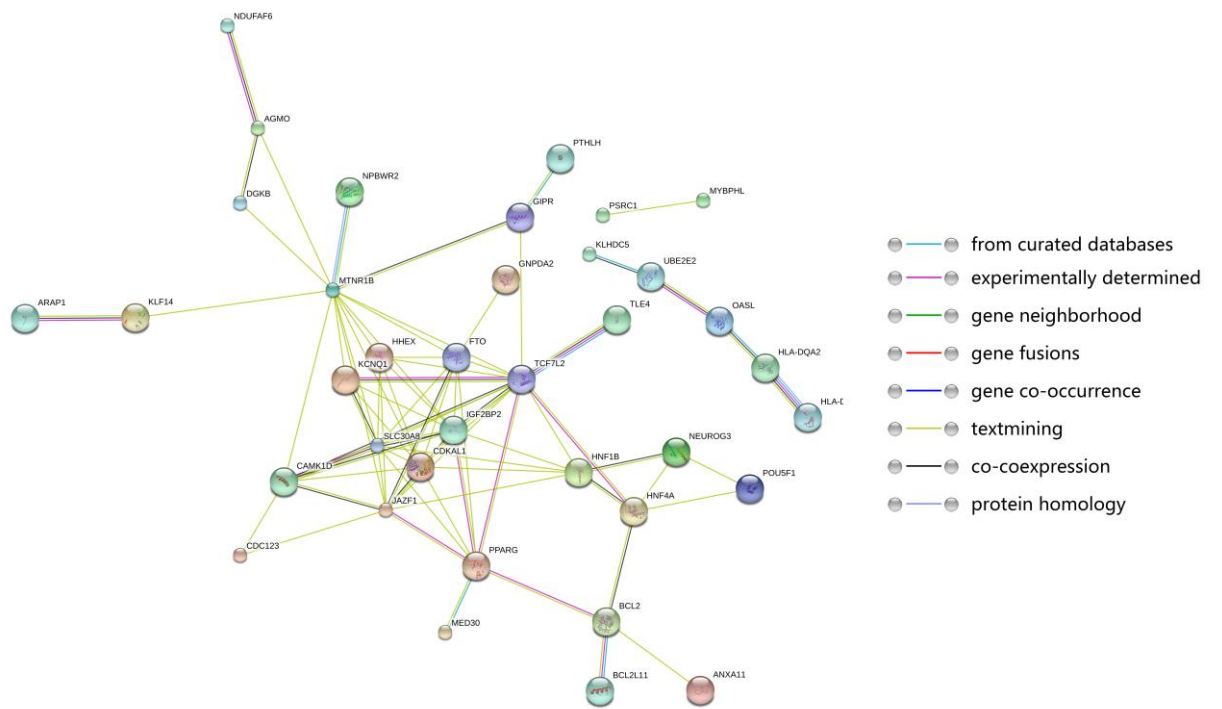 NDUFAF6
AGMO
DGKB
NPBWR2
PTHLH
GIPR
PSRC1
MYBPHL
KLHDC5
UBE2E2
GNPDA2
MTNR1B
ARAP1
KLF14
TLE4
OASL
HHEX
FTO
KCNQ1
TCF7L2
HLA-DQA2
HLA-D
IGF2BP2
SLC30A8
CDKAL1
CAMK1D
HNF1B
NEUROG3
POU5F1
HNF4A
JAZF1
CDC123
PPARG
MED30
BCL2
BCL2L11
ANXA11
from curated databases
experimentally determined
gene neighborhood
gene fusions
gene co-occurrence
textmining
co-coexpression
protein homology